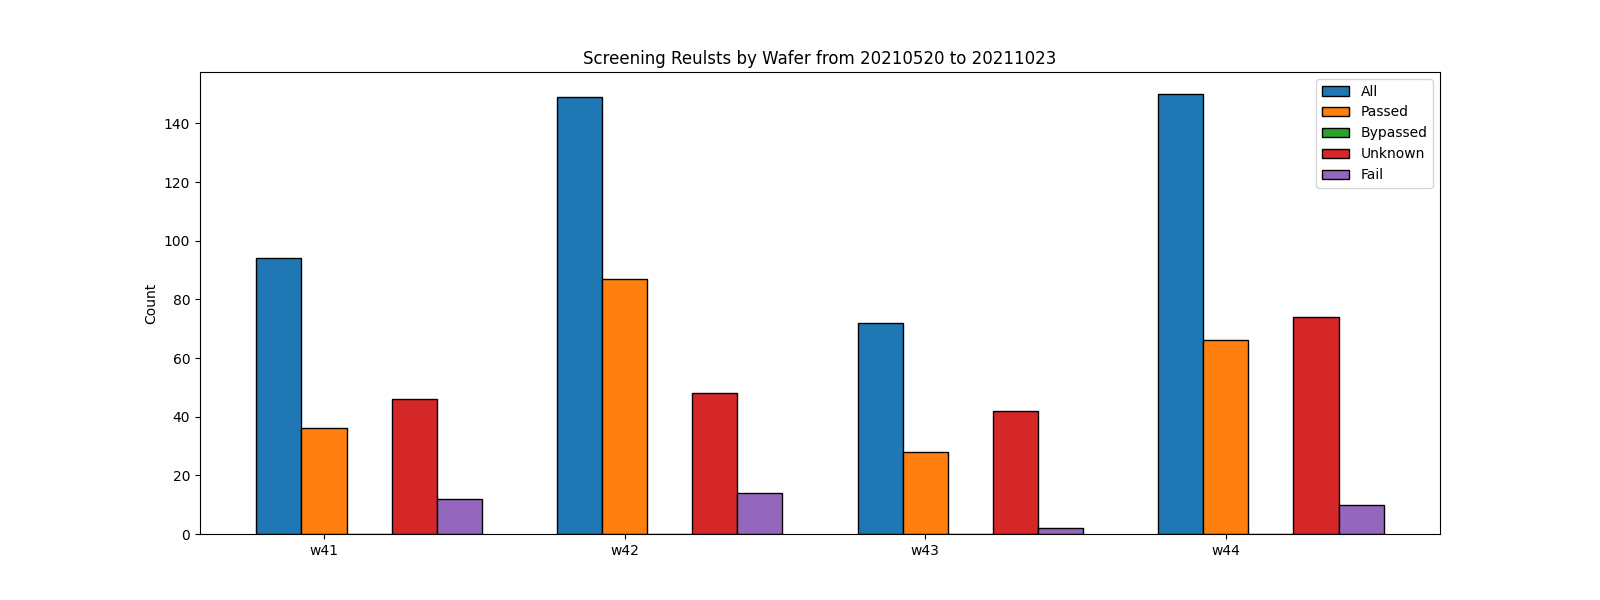 Screening Reulsts by Wafer from 20210520 to 20211023
All
Passed
Bypassed
Unknown
Fail
Count
140
120
100
80
60
40
20
0
w41 w42 w43 w44